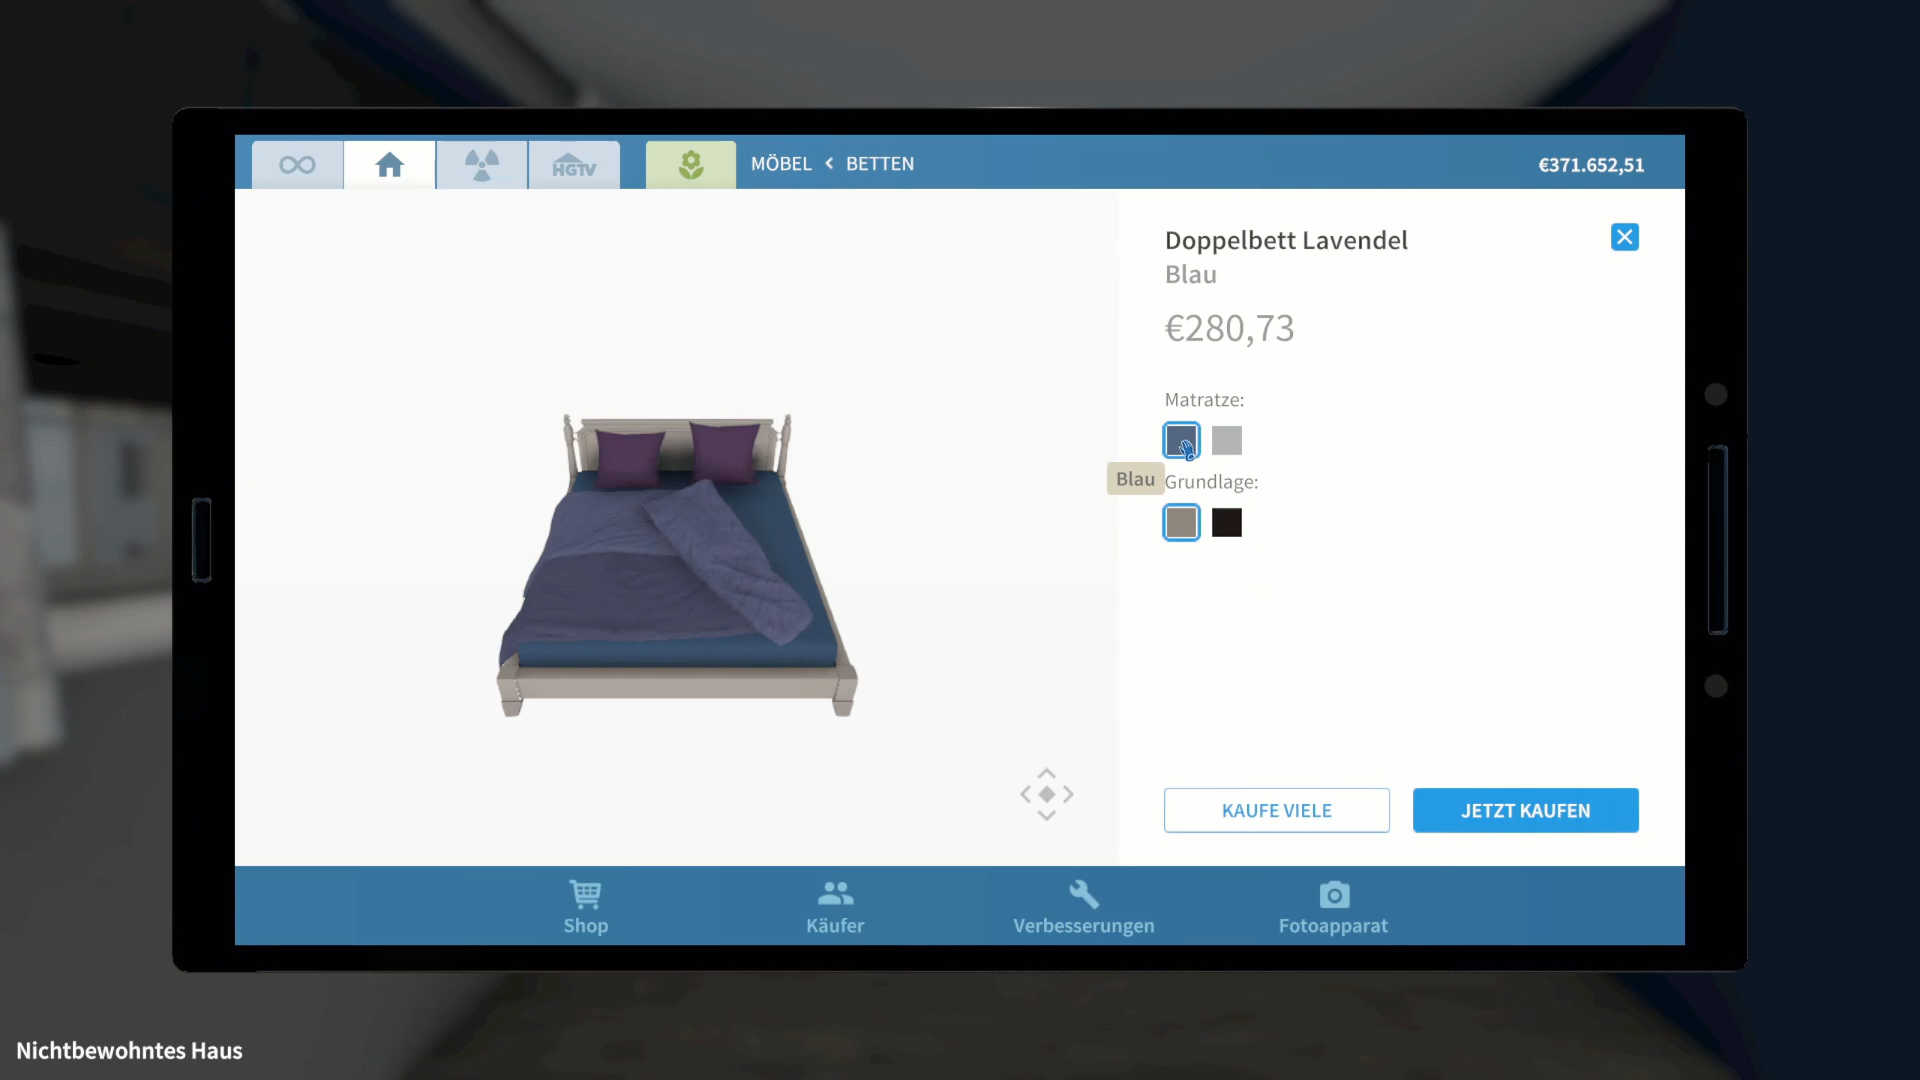 HGTV
MÖBEL < BETTEN
€371.652,51
Doppelbett Lavendel
Blau
€280,73
Matratze:
Blau
Grundlage:
KAUFE VIELE
JETZT KAUFEN
Shop
Käufer
Verbesserungen
Fotoapparat
Nichtbewohntes Haus